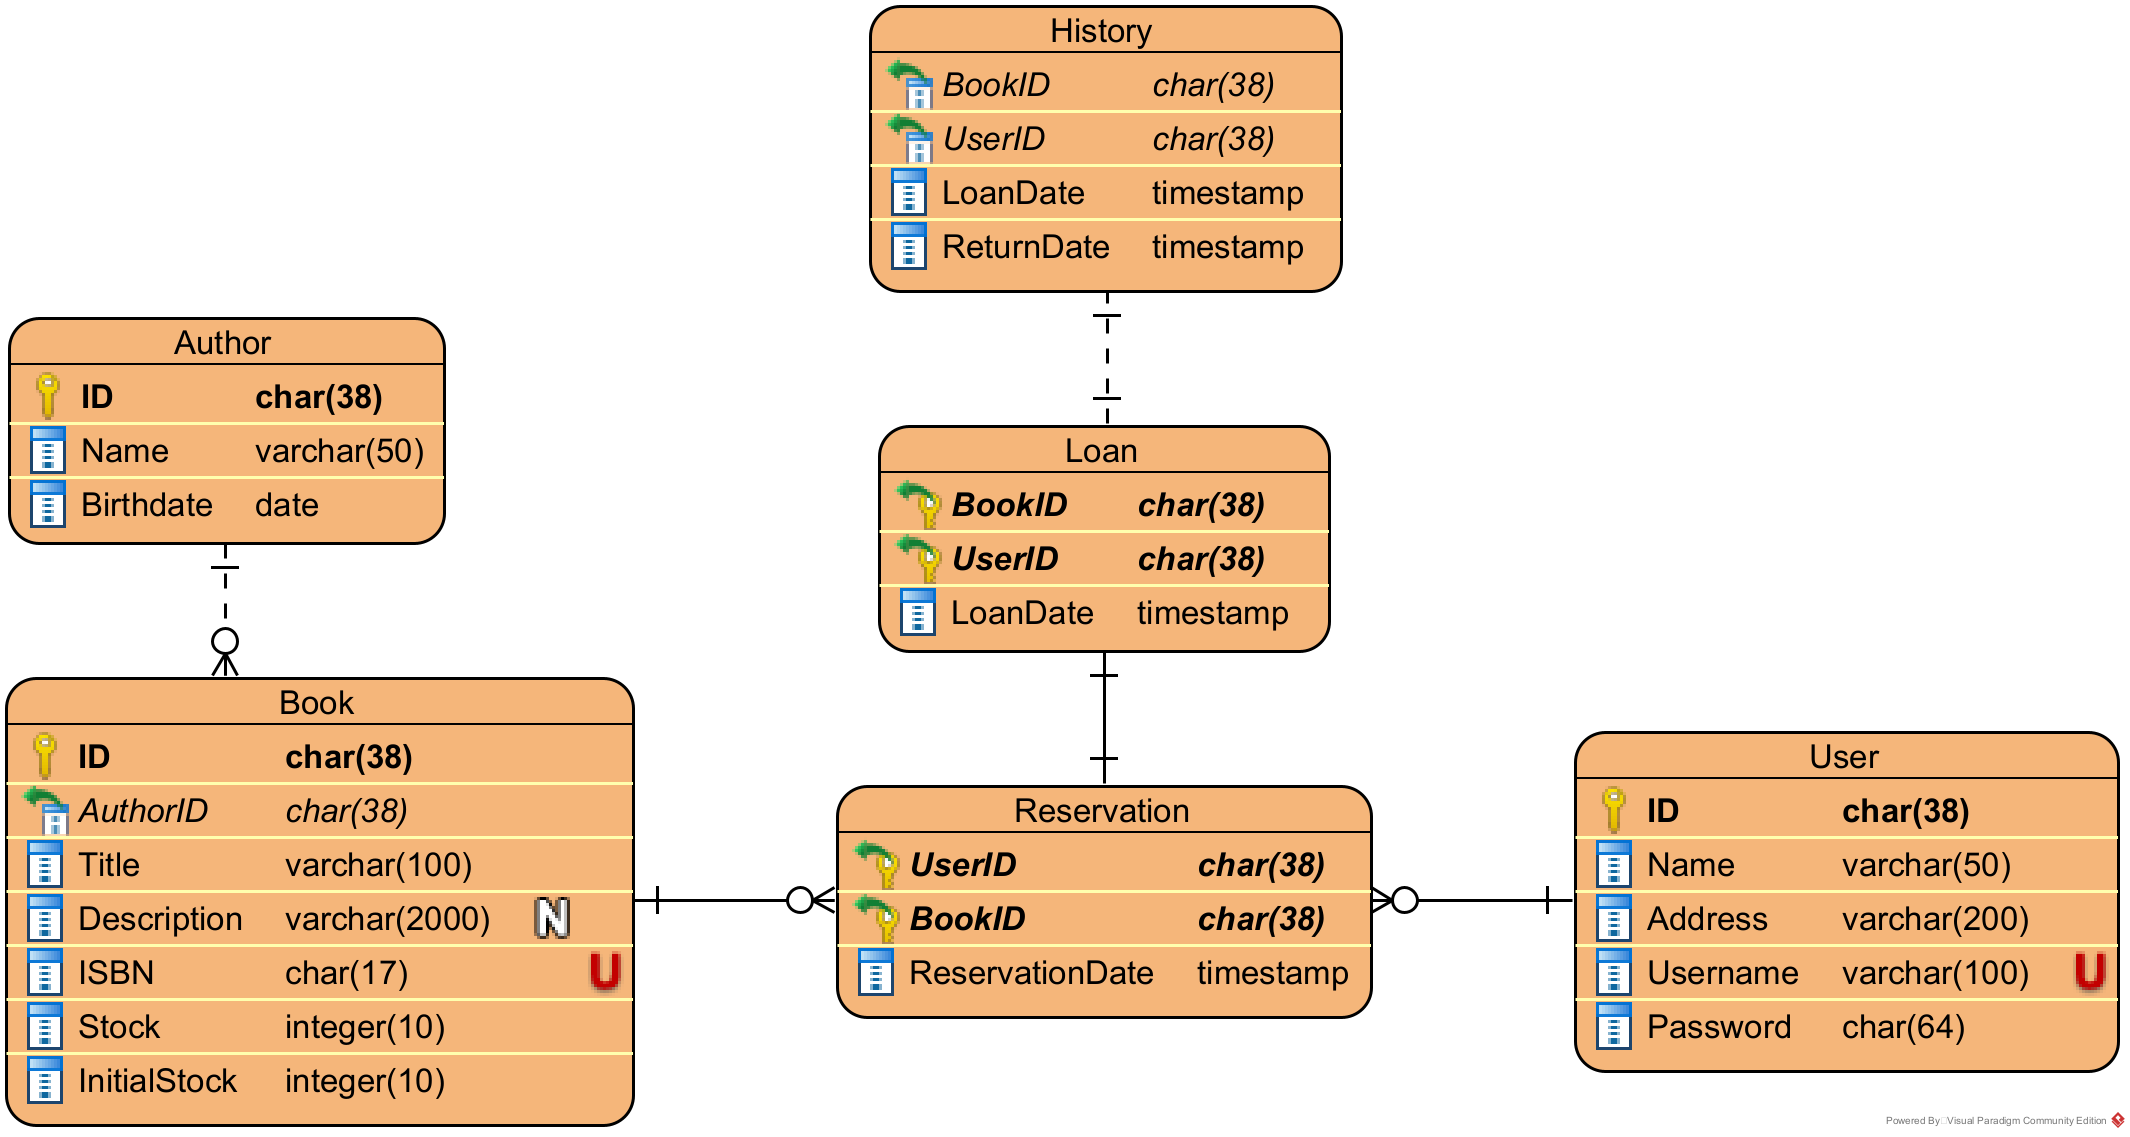 History
BookID char(38)
UserID char(38)
LoanDate timestamp
ReturnDate timestamp
Author
ID char(38)
Name varchar(50)
Birthdate date
Loan
BookID char(38)
UserID char(38)
LoanDate timestamp
Book
ID char(38)
AuthorID char(38)
Title varchar(100)
Description varchar(2000) N
ISBN char(17) U
Stock integer(10)
InitialStock integer(10)
Reservation
UserID char(38)
BookID char(38)
ReservationDate timestamp
User
ID char(38)
Name varchar(50)
Address varchar(200)
Username varchar(100) U
Password char(64)
Powered By Visual Paradigm Community Edition